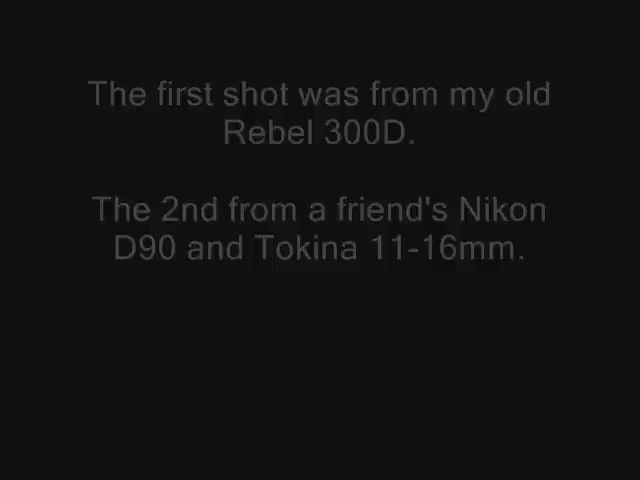 The first shot was from my old
Rebel 300D.
The 2nd from a friend's Nikon
D90 and Tokina 11-16mm.